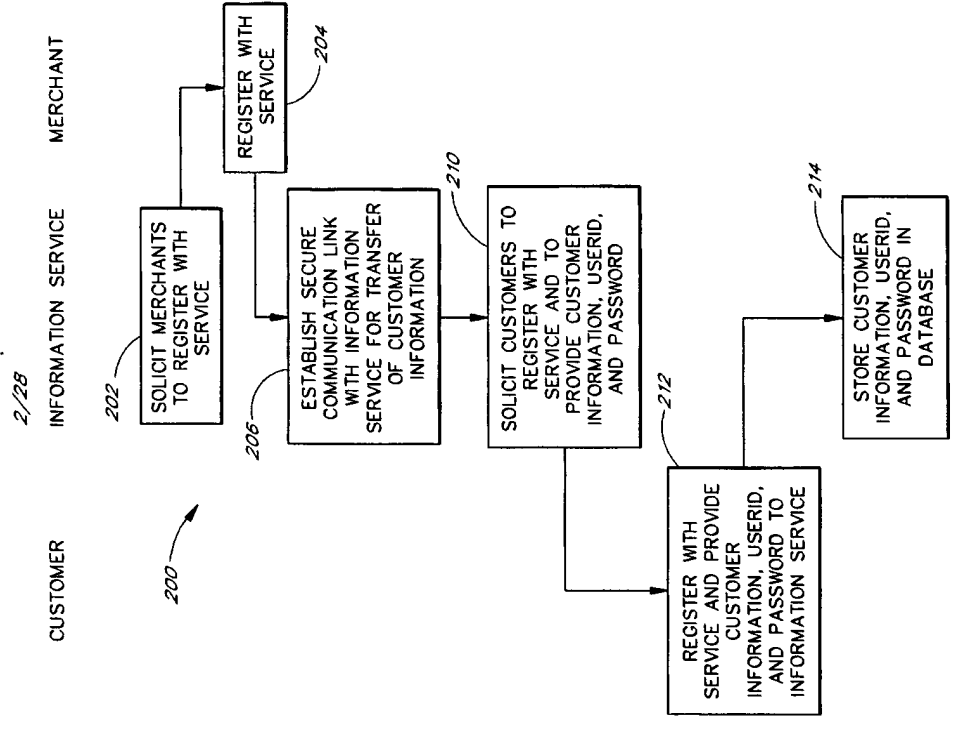 2/28
CUSTOMER
INFORMATION SERVICE
MERCHANT
200
202
SOLICIT MERCHANTS
TO REGISTER WITH
SERVICE
REGISTER WITH
SERVICE
204
206
ESTABLISH SECURE
COMMUNICATION LINK
WITH INFORMATION
SERVICE FOR TRANSFER
OF CUSTOMER
INFORMATION
210
SOLICIT CUSTOMERS TO
REGISTER WITH
SERVICE AND TO
PROVIDE CUSTOMER
INFORMATION, USERID,
AND PASSWORD
212
REGISTER WITH
SERVICE AND PROVIDE
CUSTOMER
INFORMATION, USERID,
AND PASSWORD TO
INFORMATION SERVICE
214
STORE CUSTOMER
INFORMATION, USERID,
AND PASSWORD IN
DATABASE